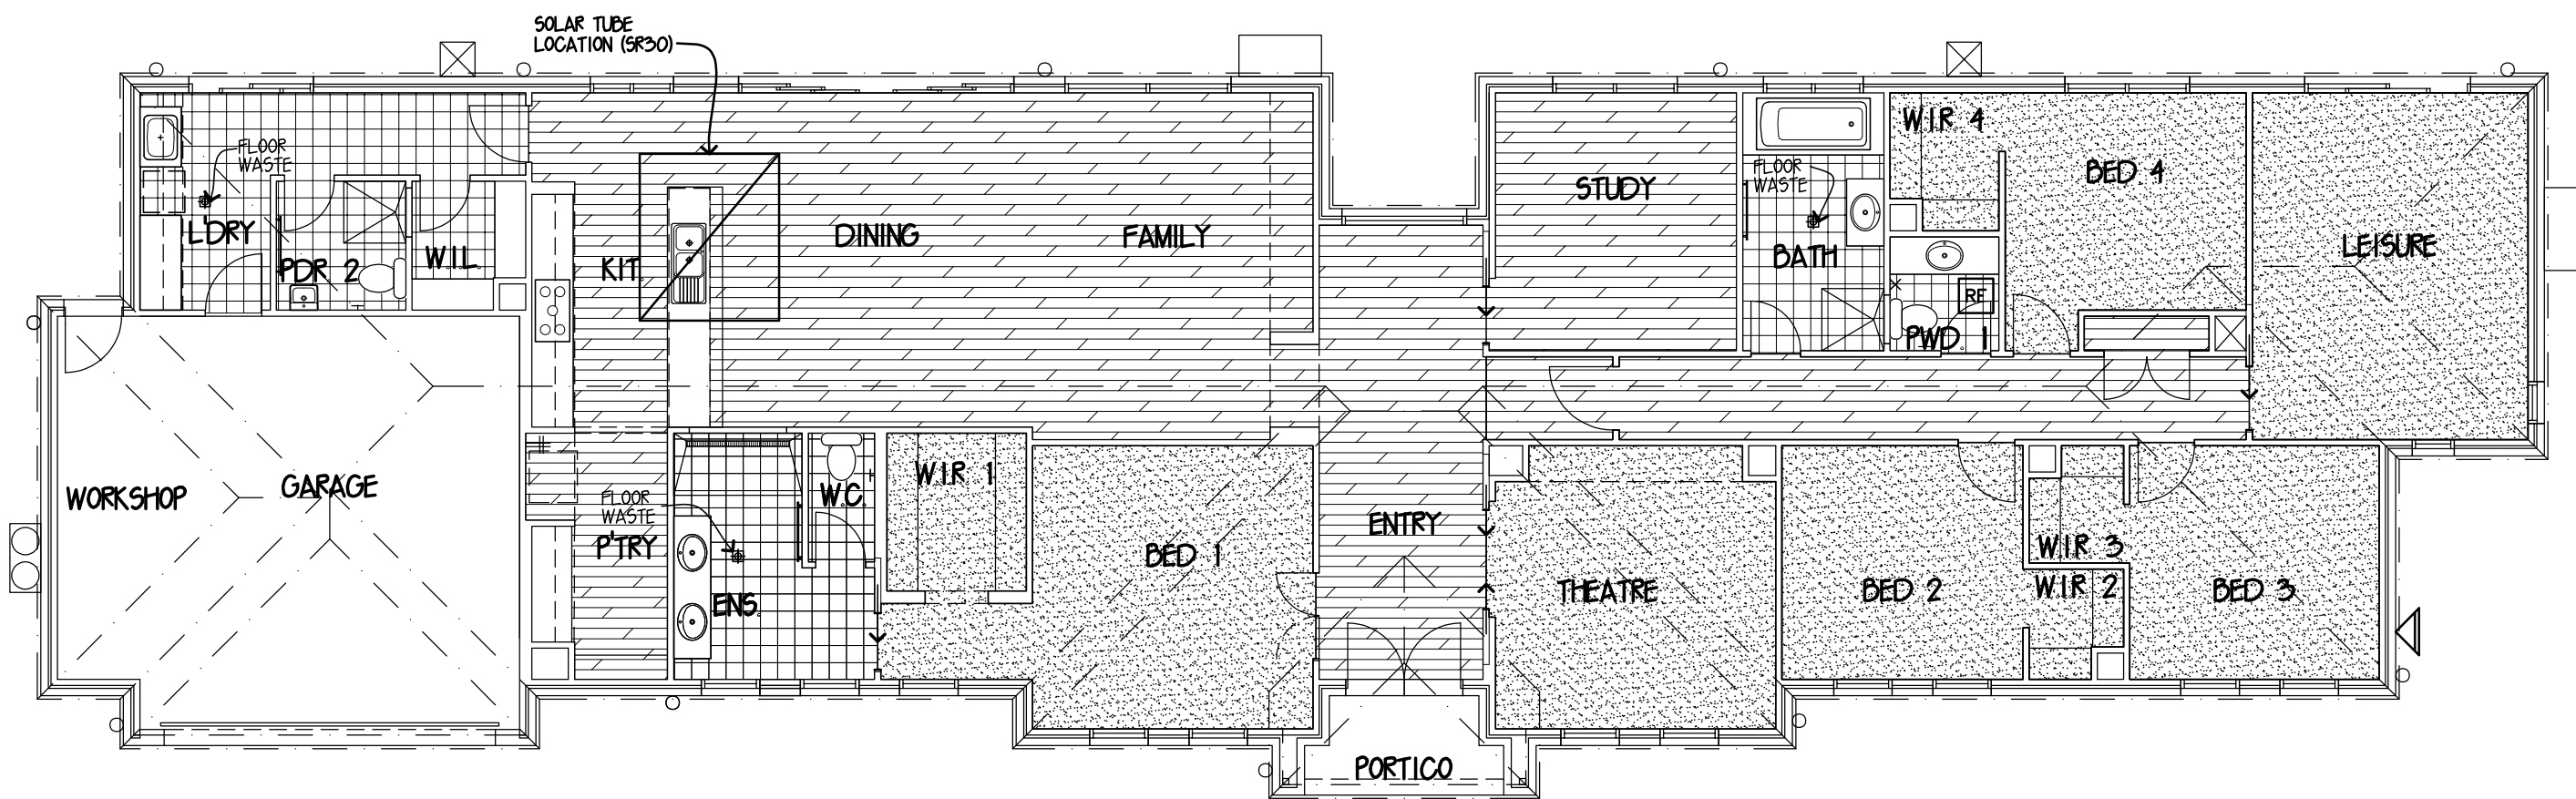 SOLAR TUBE
LOCATION (SR30)
FLOOR
WASTE
L'DRY
PDR. 2
W.I.L.
KIT.
DINING
FAMILY
STUDY
FLOOR
WASTE
BATH
W.I.R 4
BED 4
RF
PWD 1
LEISURE
WORKSHOP
GARAGE
FLOOR
WASTE
P'TRY
ENS.
W.C.
W.I.R 1
BED 1
ENTRY
THEATRE
BED 2
W.I.R 3
W.I.R 2
BED 3
PORTICO